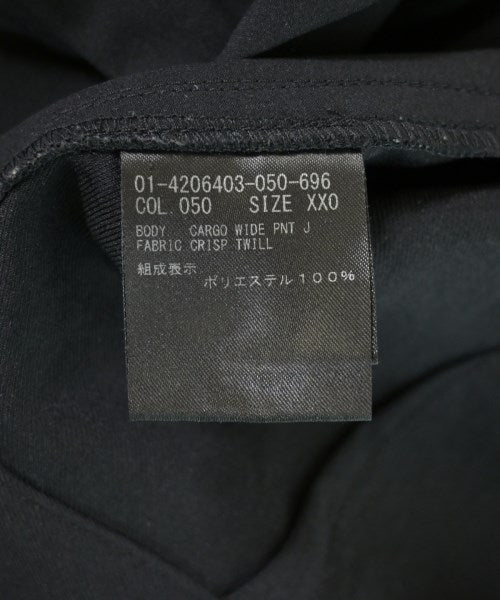 01-4206403-050-696
COL.050 SIZE XXO
BODY CARGO WIDE PNT J
FABRIC CRISP TWILL
組成表示
ポリエステル100%